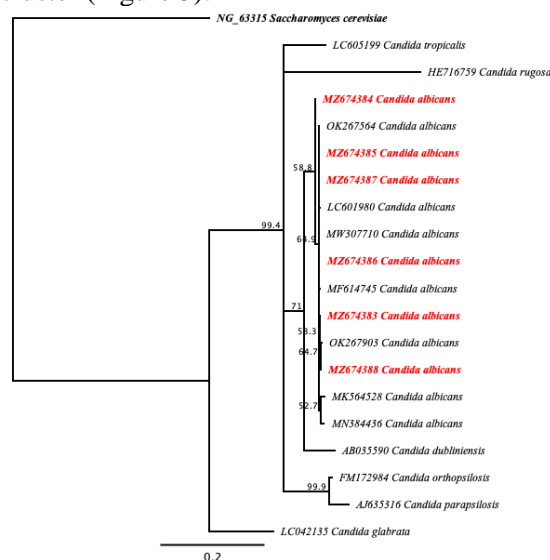 NG_63315 Saccharomyces cerevisiae
LC605199 Candida tropicalis
HE716759 Candida rugosa
MZ674384 Candida albicans
OK267564 Candida albicans
MZ674385 Candida albicans
58.8
MZ674387 Candida albicans
LC601980 Candida albicans
99.4
MW307710 Candida albicans
MZ674386 Candida albicans
MF614745 Candida albicans
71
MZ674383 Candida albicans
53.3
OK267903 Candida albicans
64.7
MZ674388 Candida albicans
MK564528 Candida albicans
52.7
MN384436 Candida albicans
AB035590 Candida dubliniensis
FM172984 Candida orthopsilosis
99.9
AJ635316 Candida parapsilosis
LC042135 Candida glabrata
0.2